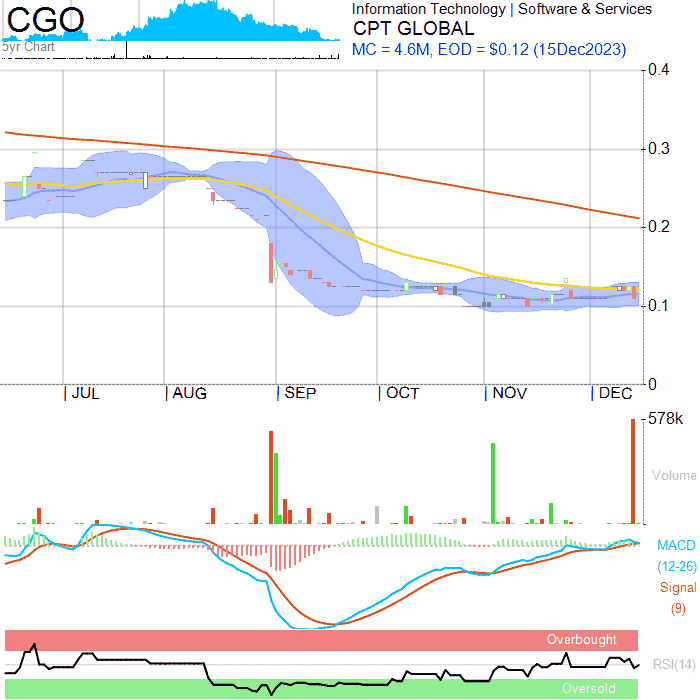 CGO
Information Technology | Software & Services
CPT GLOBAL
5yr Chart
MC = 4.6M, EOD = $0.12 (15Dec2023)
0.4
0.3
0.2
0.1
0
JUL AUG SEP OCT NOV DEC
578k
Volume
MACD
(12-26)
Signal
(9)
Overbought
RSI(14)
Oversold